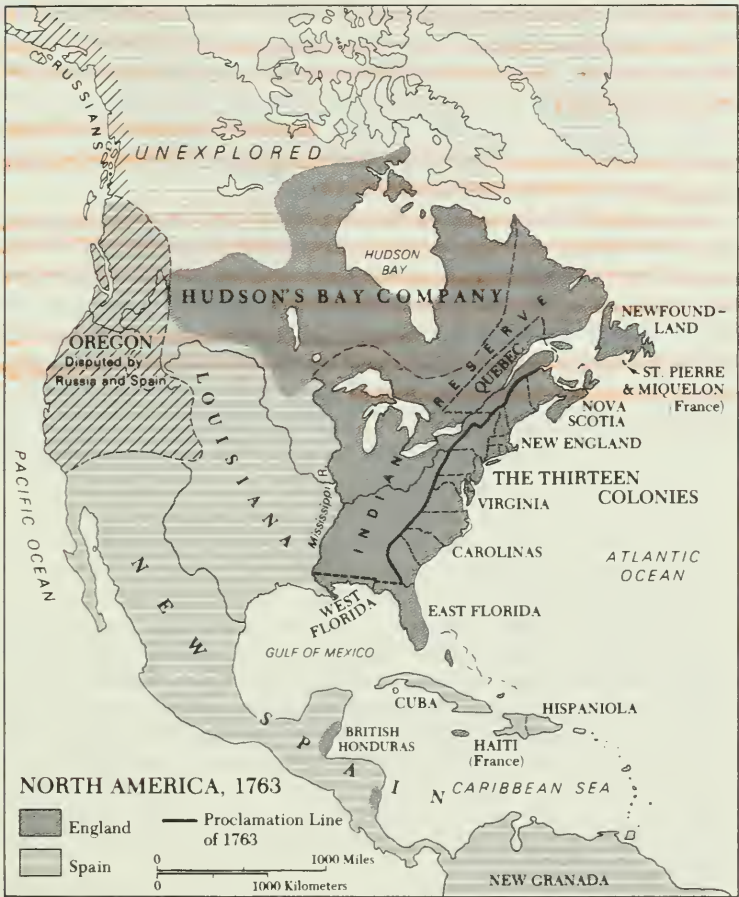 RUSSIANS
UNEXPLORED
HUDSON
BAY
HUDSON'S BAY COMPANY
NEWFOUND-
LAND
OREGON
Disputed by
Russia and Spain
RESERVE
QUEBEC
ST. PIERRE
& MIQUELON
(France)
LOUISIANA
NOVA
SCOTIA
NEW ENGLAND
THE THIRTEEN
COLONIES
PACIFIC OCEAN
Mississippi R.
INDIAN
VIRGINIA
CAROLINAS
ATLANTIC
OCEAN
NEW
WEST
FLORIDA
EAST FLORIDA
GULF OF MEXICO
CUBA
HISPANIOLA
SPAIN
BRITISH
HONDURAS
HAITI
(France)
CARIBBEAN SEA
NORTH AMERICA, 1763
England
Proclamation Line
of 1763
Spain
0 1000 Miles
0 1000 Kilometers
NEW GRANADA